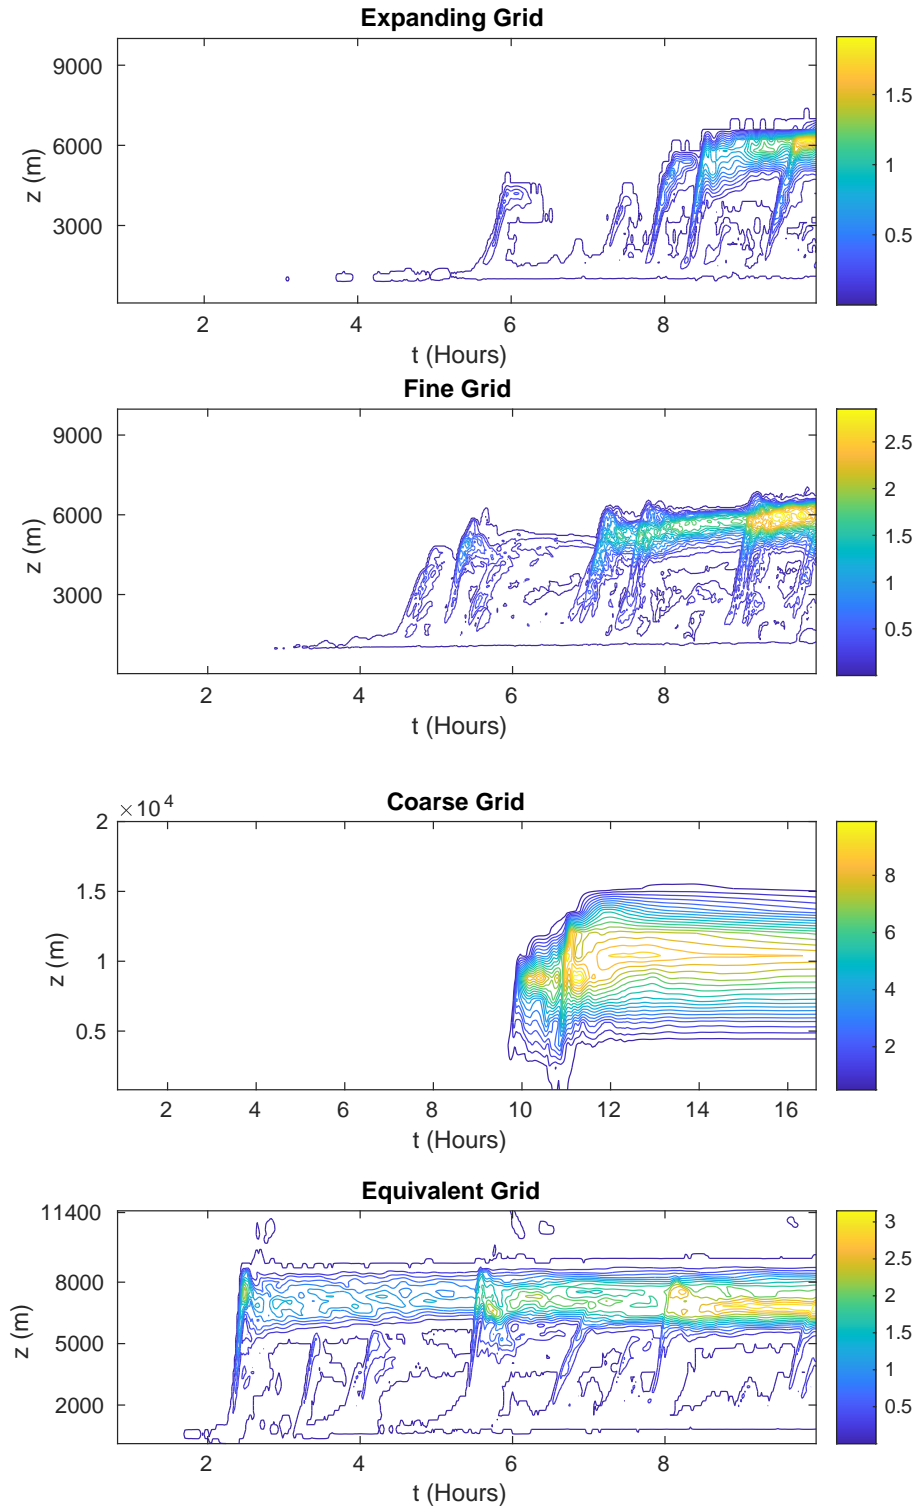 Expanding Grid
9000
6000
3000
z (m)
2 4 6 8
t (Hours)
1.5
1
0.5
Fine Grid
9000
6000
3000
z (m)
2 4 6 8
t (Hours)
2.5
2
1.5
1
0.5
Coarse Grid
×10 4
2
1.5
1
0.5
z (m)
2 4 6 8 10 12 14 16
t (Hours)
8
6
4
2
Equivalent Grid
11400
8000
5000
2000
z (m)
2 4 6 8
t (Hours)
3
2.5
2
1.5
1
0.5